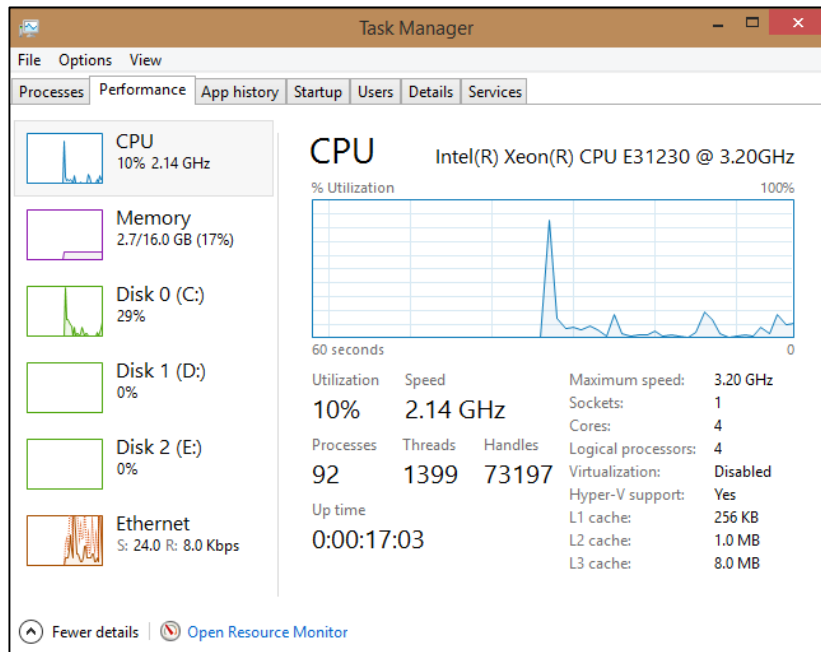 Task Manager
File Options View
Processes Performance App history Startup Users Details Services
CPU
10% 2.14 GHz
Memory
2.7/16.0 GB (17%)
Disk 0 (C:)
29%
Disk 1 (D:)
0%
Disk 2 (E:)
0%
Ethernet
S: 24.0 R: 8.0 Kbps
CPU Intel(R) Xeon(R) CPU E31230 @ 3.20GHz
% Utilization 100%
60 seconds 0
Utilization Speed
10% 2.14 GHz
Processes Threads Handles
92 1399 73197
Up time
0:00:17:03
Maximum speed: 3.20 GHz
Sockets: 1
Cores: 4
Logical processors: 4
Virtualization: Disabled
Hyper-V support: Yes
L1 cache: 256 KB
L2 cache: 1.0 MB
L3 cache: 8.0 MB
Fewer details Open Resource Monitor